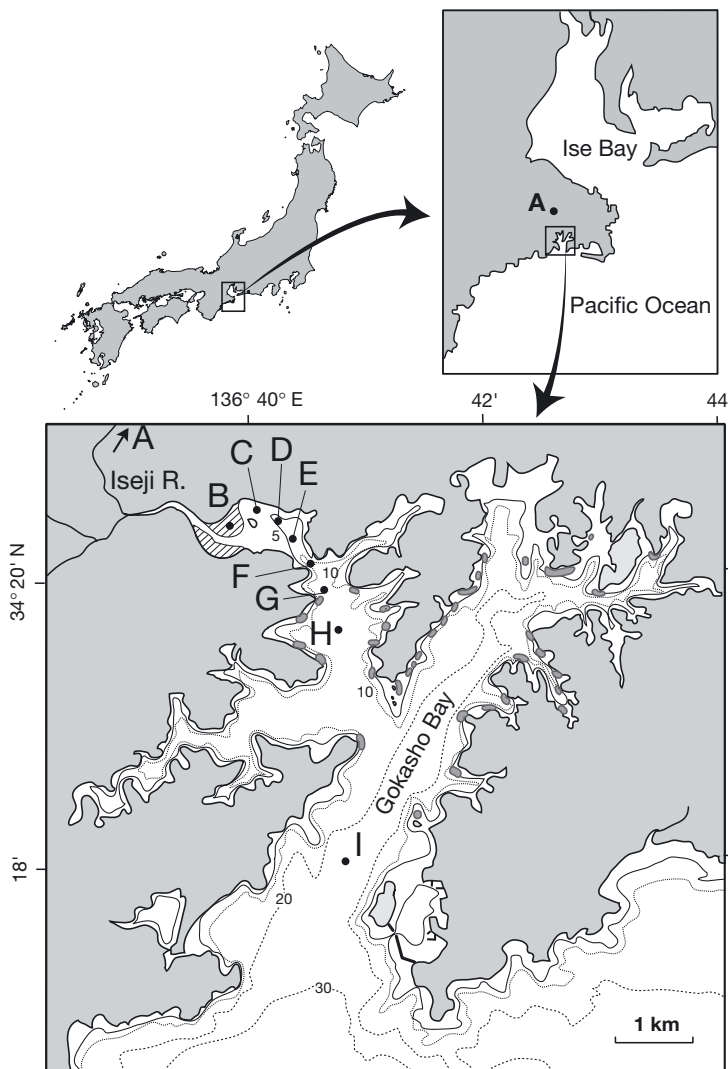 Ise Bay
A
Pacific Ocean
136° 40' E
42'
44
A
Iseji R.
C
D
E
B
5
F
10
G
34° 20' N
H
10
Gokasho Bay
I
18'
20
30
1 km